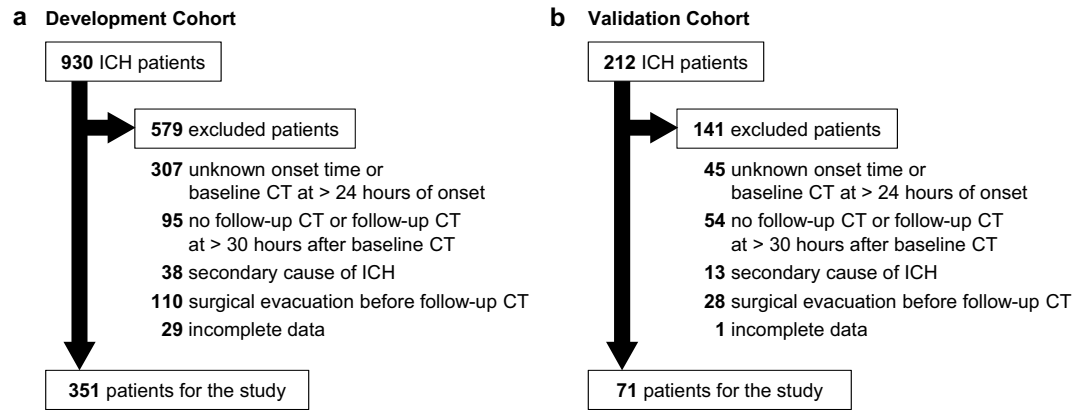 a Development Cohort
930 ICH patients
579 excluded patients
307 unknown onset time or
baseline CT at > 24 hours of onset
95 no follow-up CT or follow-up CT
at > 30 hours after baseline CT
38 secondary cause of ICH
110 surgical evacuation before follow-up CT
29 incomplete data
351 patients for the study
b Validation Cohort
212 ICH patients
141 excluded patients
45 unknown onset time or
baseline CT at > 24 hours of onset
54 no follow-up CT or follow-up CT
at > 30 hours after baseline CT
13 secondary cause of ICH
28 surgical evacuation before follow-up CT
1 incomplete data
71 patients for the study